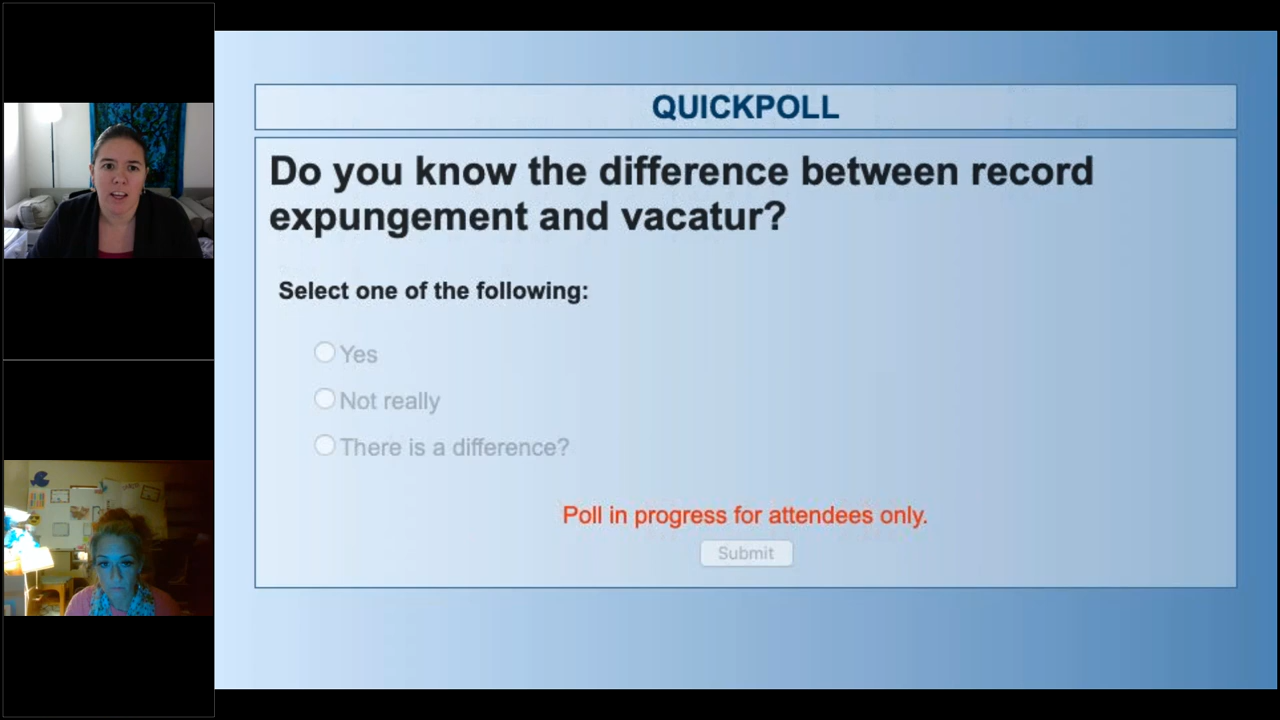 QUICKPOLL
Do you know the difference between record
expungement and vacatur?
Select one of the following:
Yes
Not really
There is a difference?
Poll in progress for attendees only.
Submit